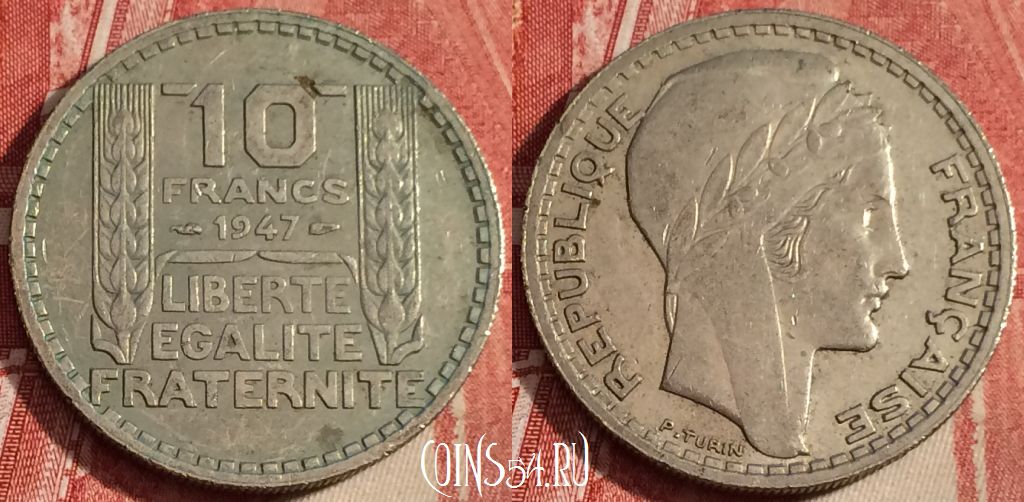 10
FRANCS
1947
LIBERTE
EGALITE
FRATERNITE
REPUBLIQUE
FRANÇAISE
P·TURIN
COINS54.RU